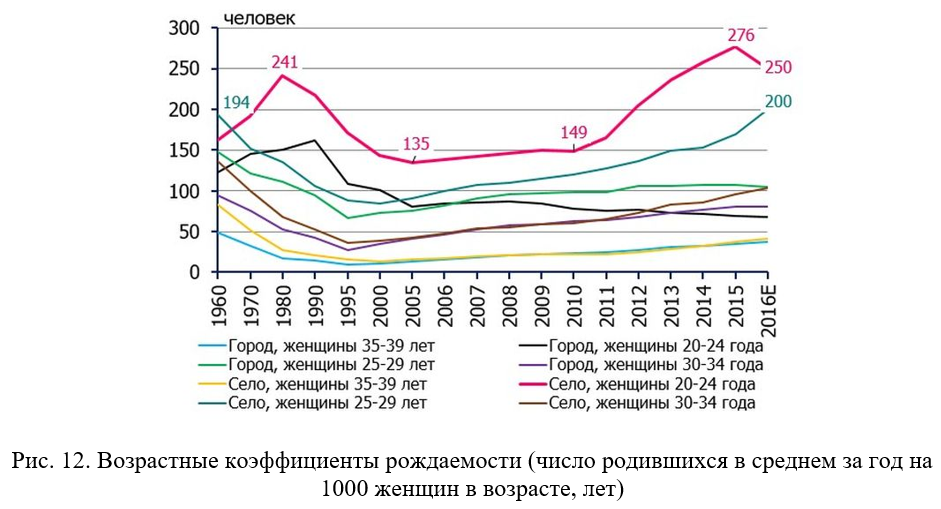 человек
300
250
200
150
100
50
0
194
241
135
149
276
250
200
1960
1970
1980
1990
1995
2000
2005
2006
2007
2008
2009
2010
2011
2012
2013
2014
2015
2016Е
Город, женщины 35-39 лет
Город, женщины 20-24 года
Город, женщины 25-29 лет
Город, женщины 30-34 года
Село, женщины 35-39 лет
Село, женщины 20-24 года
Село, женщины 25-29 лет
Село, женщины 30-34 года
Рис. 12. Возрастные коэффициенты рождаемости (число родившихся в среднем за год на
1000 женщин в возрасте, лет)